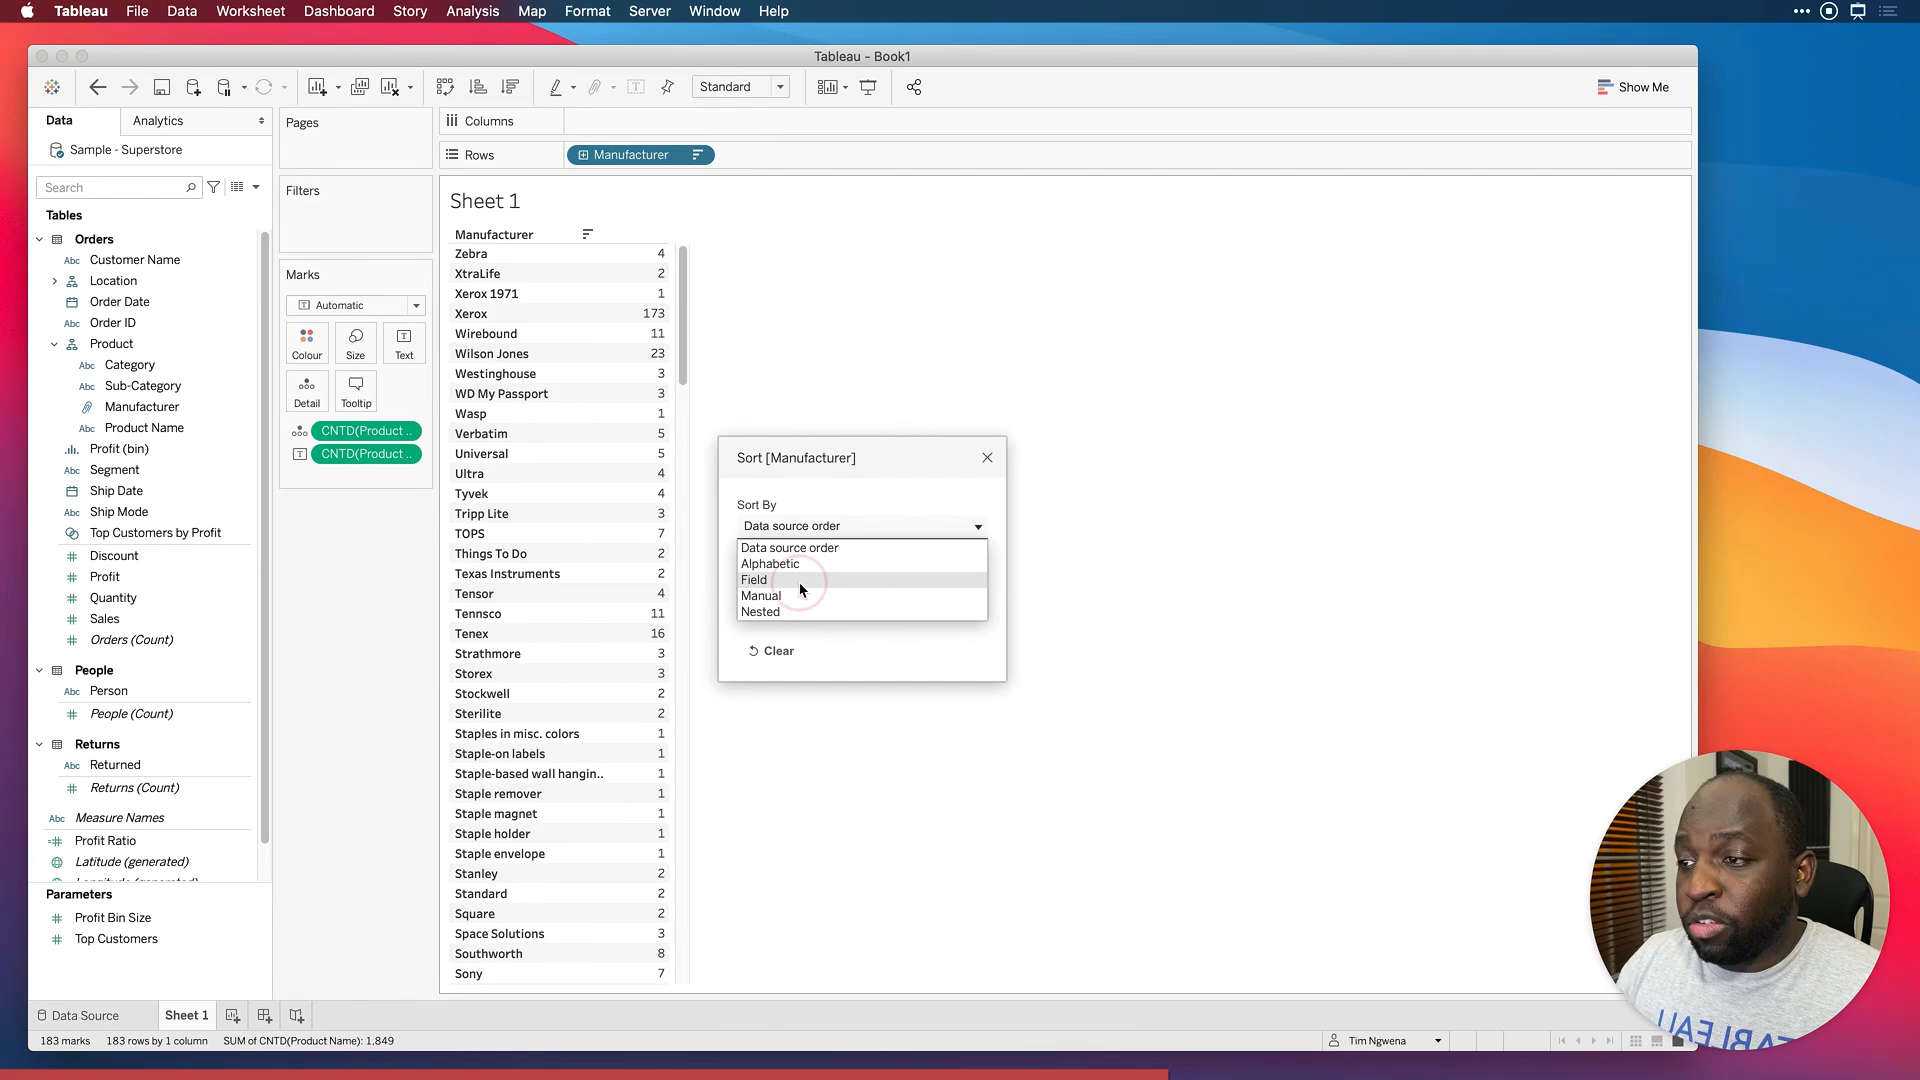 Tableau File Data Worksheet Dashboard Story Analysis Map Format Server Window Help
Tableau - Book1
Standard
Show Me
Data
Analytics
Pages
Columns
Sample - Superstore
Rows
Manufacturer
Search
Filters
Sheet 1
Tables
Orders
Customer Name
Location
Order Date
Order ID
Product
Category
Sub-Category
Manufacturer
Product Name
Profit (bin)
Segment
Ship Date
Ship Mode
Top Customers by Profit
Discount
Profit
Quantity
Sales
Orders (Count)
People
Person
People (Count)
Returns
Returned
Returns (Count)
Measure Names
Profit Ratio
Latitude (generated)
Parameters
Profit Bin Size
Top Customers
Marks
Automatic
Colour
Size
Text
Detail
Tooltip
CNTD(Product ..
CNTD(Product ..
Manufacturer
Zebra 4
XtraLife 2
Xerox 1971 1
Xerox 173
Wirebound 11
Wilson Jones 23
Westinghouse 3
WD My Passport 3
Wasp 1
Verbatim 5
Universal 5
Ultra 4
Tyvek 4
Tripp Lite 3
TOPS 7
Things To Do 2
Texas Instruments 2
Tensor 4
Tennsco 11
Tenex 16
Strathmore 3
Storex 3
Stockwell 2
Sterilite 2
Staples in misc. colors 1
Staple-on labels 1
Staple-based wall hangin.. 1
Staple remover 1
Staple magnet 1
Staple holder 1
Staple envelope 1
Stanley 2
Standard 2
Square 2
Space Solutions 3
Southworth 8
Sony 7
Sort [Manufacturer]
Sort By
Data source order
Data source order
Alphabetic
Field
Manual
Nested
Clear
Data Source
Sheet 1
183 marks 183 rows by 1 column SUM of CNTD(Product Name): 1,849
Tim Ngwena